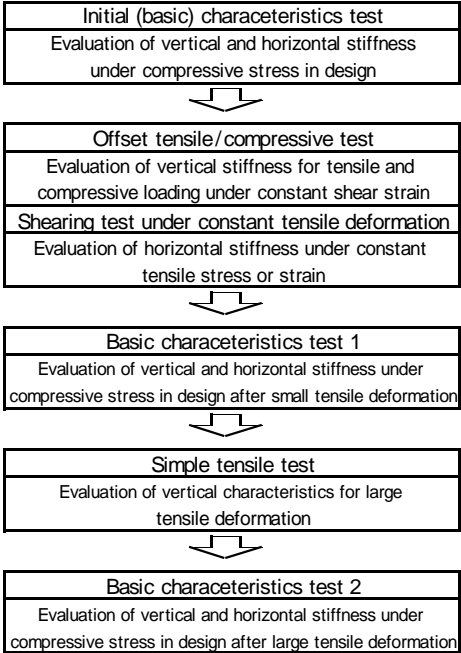 Initial (basic) characeteristics test
Evaluation of vertical and horizontal stiffness
under compressive stress in design
Offset tensile/compressive test
Evaluation of vertical stiffness for tensile and
compressive loading under constant shear strain
Shearing test under constant tensile deformation
Evaluation of horizontal stiffness under constant
tensile stress or strain
Basic characeteristics test 1
Evaluation of vertical and horizontal stiffness under
compressive stress in design after small tensile deformation
Simple tensile test
Evaluation of vertical characteristics for large
tensile deformation
Basic characeteristics test 2
Evaluation of vertical and horizontal stiffness under
compressive stress in design after large tensile deformation